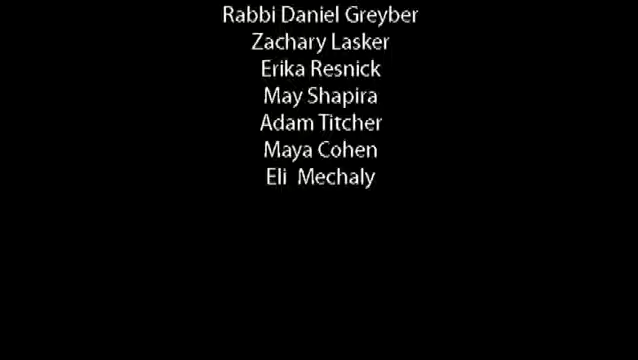 Rabbi Daniel Greyber
Zachary Lasker
Erika Resnick
May Shapira
Adam Titcher
Maya Cohen
Eli Mechaly